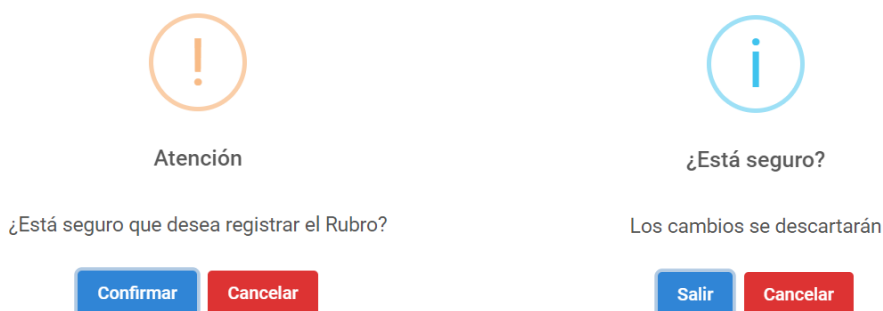 Atención
¿Está seguro que desea registrar el Rubro?
Confirmar
Cancelar
¿Está seguro?
Los cambios se descartarán
Salir
Cancelar